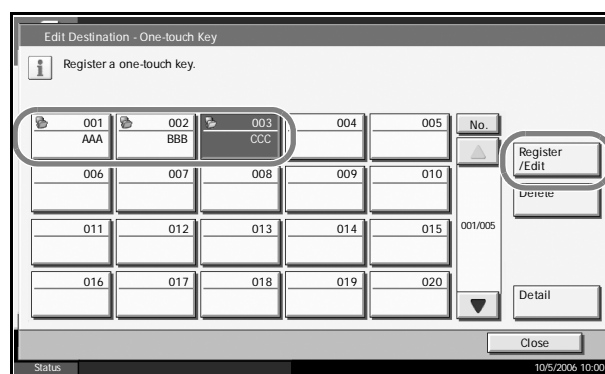 Edit Destination - One-touch Key
Register a one-touch key.
001 002 003 004 005 No.
AAA BBB CCC
Register
/Edit
006 007 008 009 010
Delete
011 012 013 014 015 001/005
016 017 018 019 020
Detail
Close
Status 10/5/2006 10:00